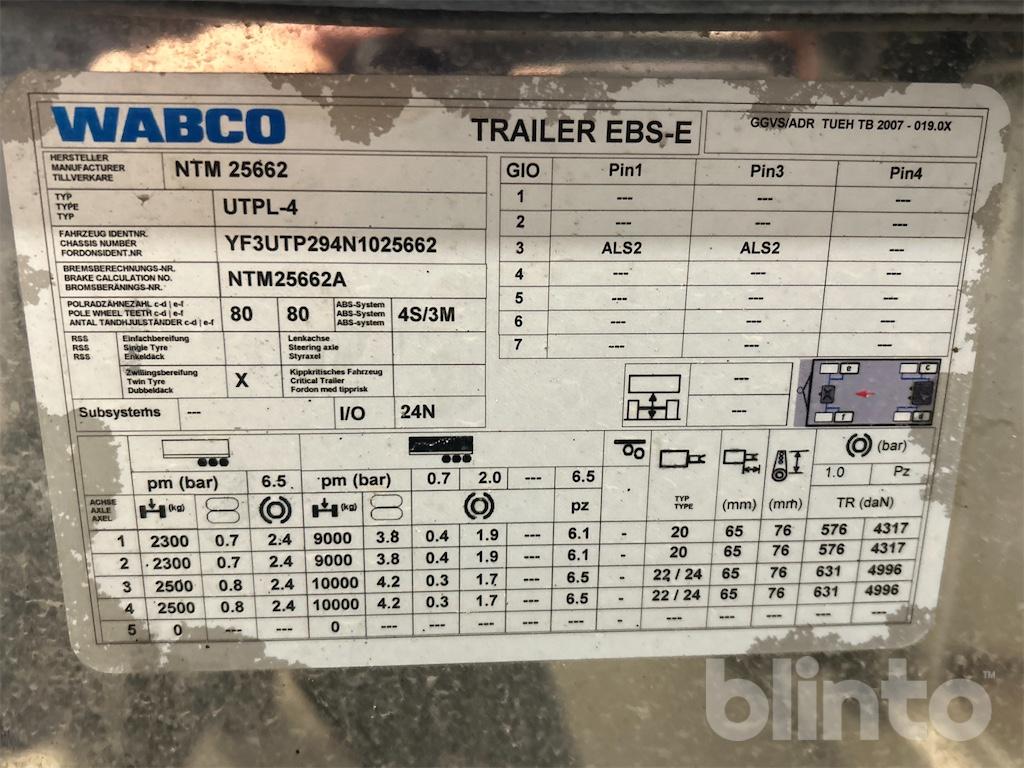 WABCO
TRAILER EBS-E
GGVS/ADR TUEH TB 2007 - 019.0X
HERSTELLER
MANUFACTURER
TILLVERKARE
NTM 25662
TYP
TYPE
TYP
UTPL-4
FAHRZEUG IDENTNR.
CHASSIS NUMBER
FORDONSIDENT.NR
YF3UTP294N1025662
BREMSBERECHNUNGS-NR.
BRAKE CALCULATION NO.
BROMSBERÄNINGS-NR.
NTM25662A
POLRADZÄHNEZAHL c-d | e-f
POLE WHEEL TEETH c-d | e-f
ANTAL TANDHJULSTÄNDER c-d | e-f
80 80
ABS-System
ABS-System
ABS-system
4S/3M
RSS Einfachbereifung
RSS Single Tyre
RSS Enkeldäck
Lenkachse
Steering axle
Styraxel
Zwillingsbereifung
Twin Tyre
Dubbeldäck
X
Kippkritisches Fahrzeug
Critical Trailer
Fordon med tipprisk
Subsystems --- I/O 24N
GIO Pin1 Pin3 Pin4
1 --- --- ---
2 --- --- ---
3 ALS2 ALS2 ---
4 --- --- ---
5 --- --- ---
6 --- --- ---
7 --- --- ---
---
---
e c
f d
pm (bar) 6.5 pm (bar) 0.7 2.0 --- 6.5
(bar)
1.0 Pz
ACHSE
AXLE
AXEL
(kg) (kg) pz
TYP
TYPE
(mm) (mm) TR (daN)
1 2300 0.7 2.4 9000 3.8 0.4 1.9 --- 6.1 - 20 65 76 576 4317
2 2300 0.7 2.4 9000 3.8 0.4 1.9 --- 6.1 - 20 65 76 576 4317
3 2500 0.8 2.4 10000 4.2 0.3 1.7 --- 6.5 - 22 / 24 65 76 631 4996
4 2500 0.8 2.4 10000 4.2 0.3 1.7 --- 6.5 - 22 / 24 65 76 631 4996
5 0 --- --- 0 --- --- --- --- --- - --- --- --- --- ---
blinto™